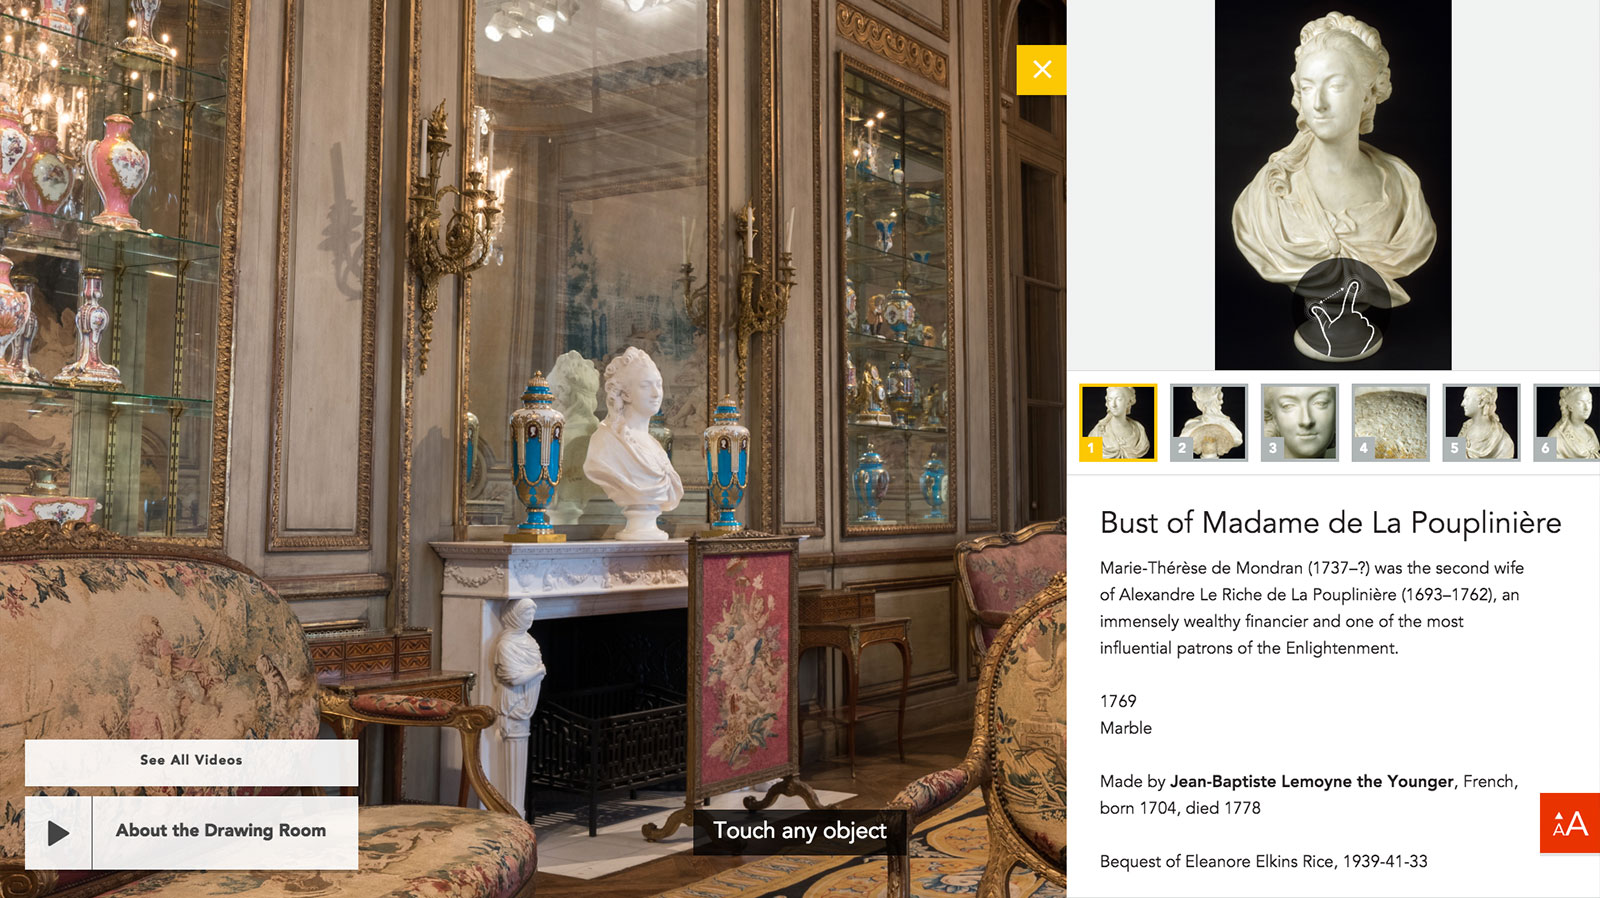 See All Videos
About the Drawing Room
Touch any object
1
2
3
4
5
6
Bust of Madame de La Pouplinière
Marie-Thérèse de Mondran (1737–?) was the second wife
of Alexandre Le Riche de La Pouplinière (1693–1762), an
immensely wealthy financier and one of the most
influential patrons of the Enlightenment.
1769
Marble
Made by Jean-Baptiste Lemoyne the Younger, French,
born 1704, died 1778
Bequest of Eleanore Elkins Rice, 1939-41-33
AA